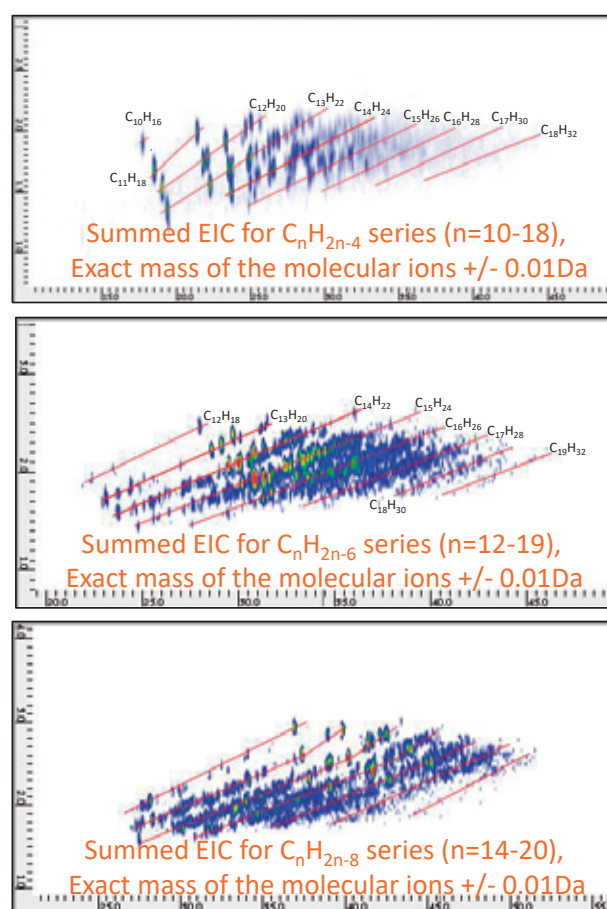 C₁₀H₁₆
C₁₂H₂₀
C₁₃H₂₂
C₁₄H₂₄
C₁₅H₂₆
C₁₆H₂₈
C₁₇H₃₀
C₁₈H₃₂
C₁₁H₁₈
Summed EIC for CₙH₂ₙ₋₄ series (n=10-18),
Exact mass of the molecular ions +/- 0.01Da
C₁₂H₁₈
C₁₃H₂₀
C₁₄H₂₂
C₁₅H₂₄
C₁₆H₂₆
C₁₇H₂₈
C₁₉H₃₂
C₁₈H₃₀
Summed EIC for CₙH₂ₙ₋₆ series (n=12-19),
Exact mass of the molecular ions +/- 0.01Da
Summed EIC for CₙH₂ₙ₋₈ series (n=14-20),
Exact mass of the molecular ions +/- 0.01Da